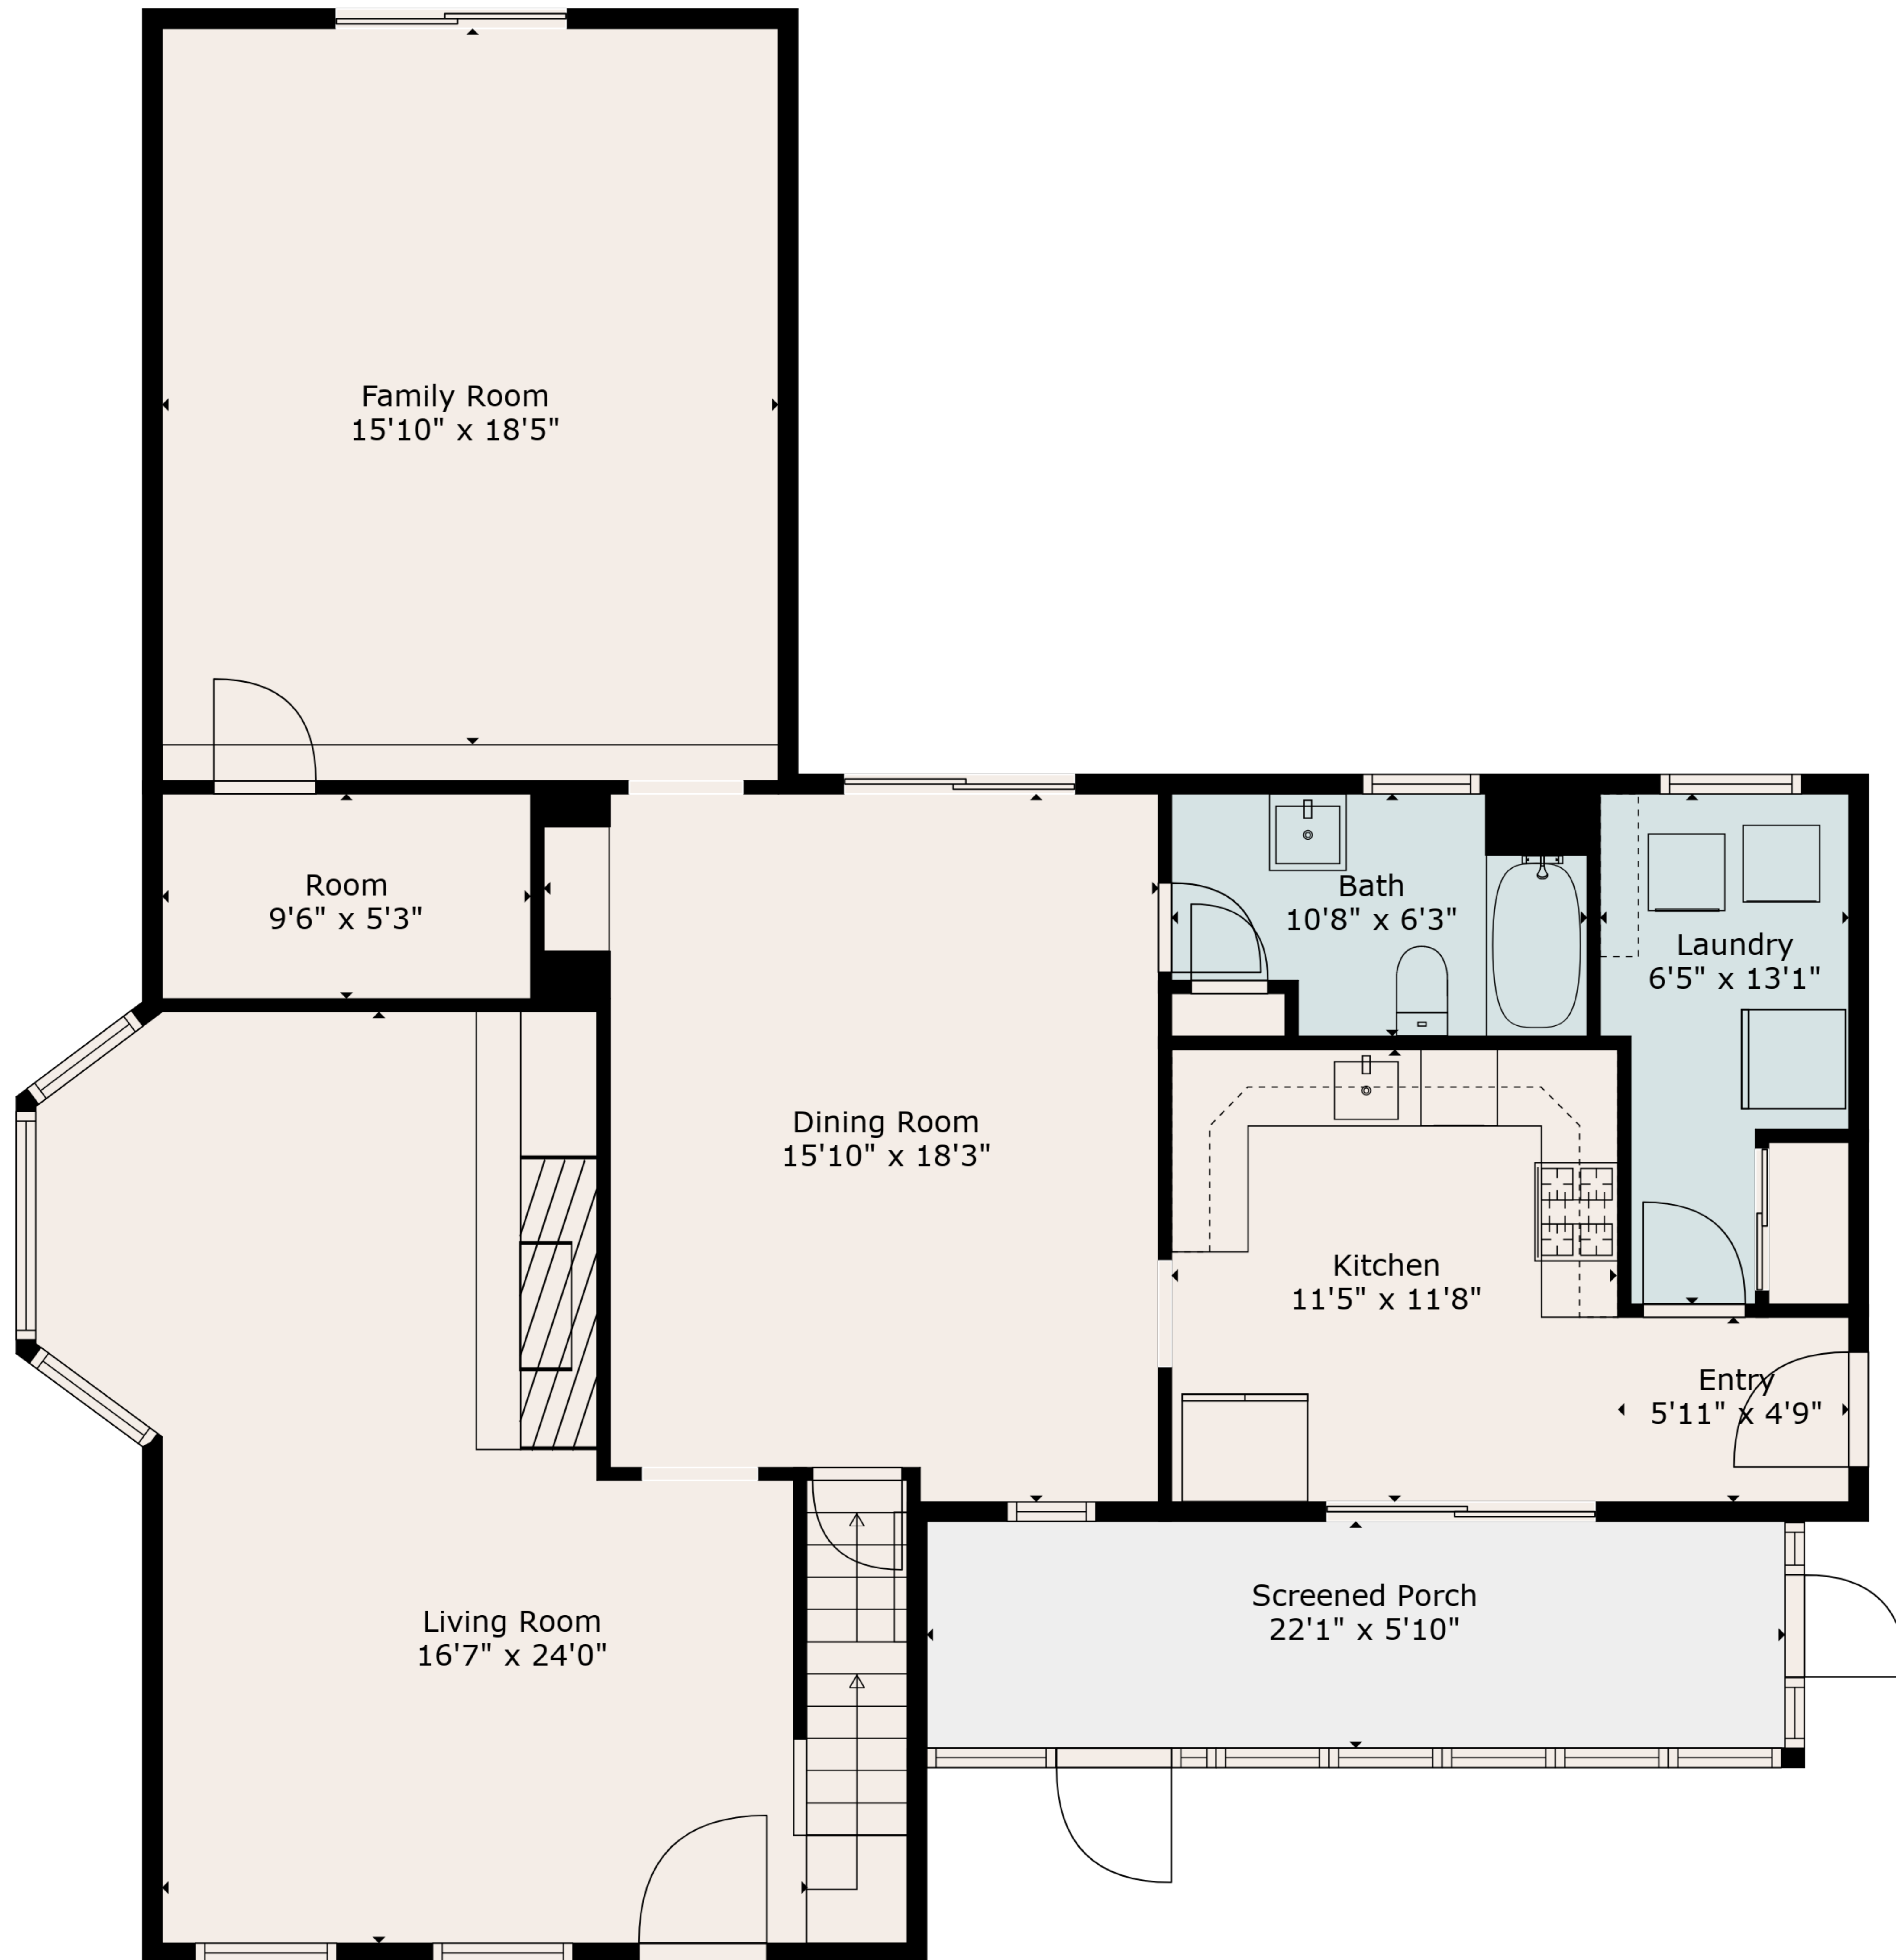 Family Room
15'10" x 18'5"
Room
9'6" x 5'3"
Bath
10'8" x 6'3"
Laundry
6'5" x 13'1"
Dining Room
15'10" x 18'3"
Kitchen
11'5" x 11'8"
Entry
5'11" x 4'9"
Living Room
16'7" x 24'0"
Screened Porch
22'1" x 5'10"